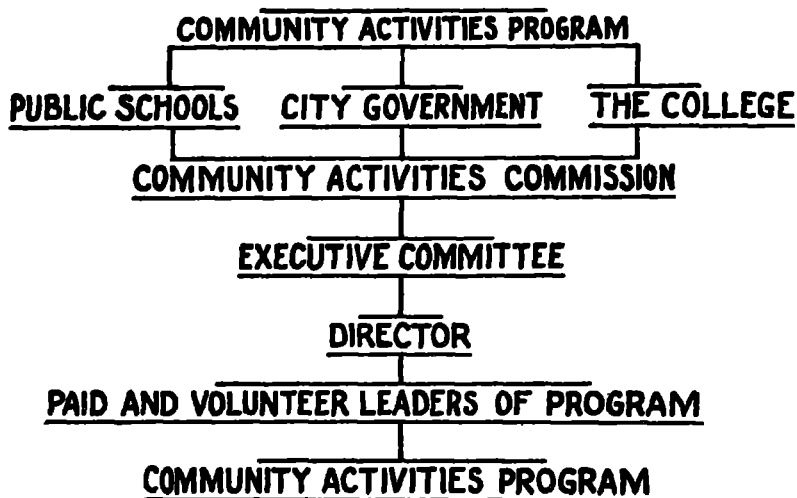 COMMUNITY ACTIVITIES PROGRAM
PUBLIC SCHOOLS CITY GOVERNMENT THE COLLEGE
COMMUNITY ACTIVITIES COMMISSION
EXECUTIVE COMMITTEE
DIRECTOR
PAID AND VOLUNTEER LEADERS OF PROGRAM
COMMUNITY ACTIVITIES PROGRAM